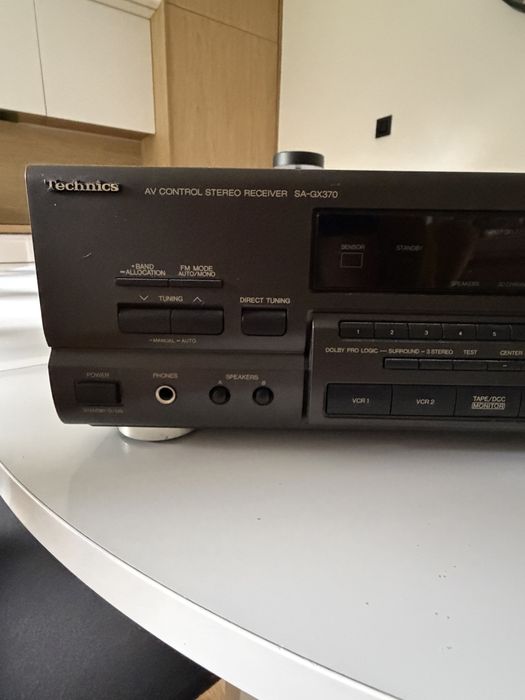 Technics
AV CONTROL STEREO RECEIVER SA-GX370
SENSOR
STANDBY
SPEAKERS
+BAND
–ALLOCATION
FM MODE
AUTO/MONO
TUNING
DIRECT TUNING
–MANUAL –AUTO
1 2 3 4 5
DOLBY PRO LOGIC — SURROUND – 3 STEREO TEST CENTER
POWER
PHONES
SPEAKERS
A B
VCR 1
VCR 2
TAPE/DCC
MONITOR